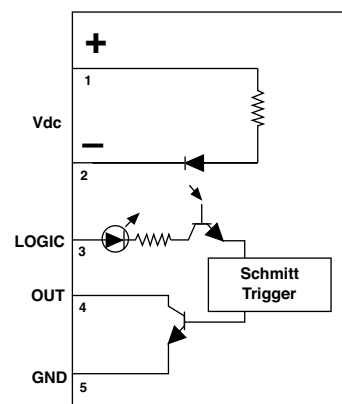 +
1
Vdc
−
2
LOGIC
3
Schmitt
Trigger
OUT
4
GND
5